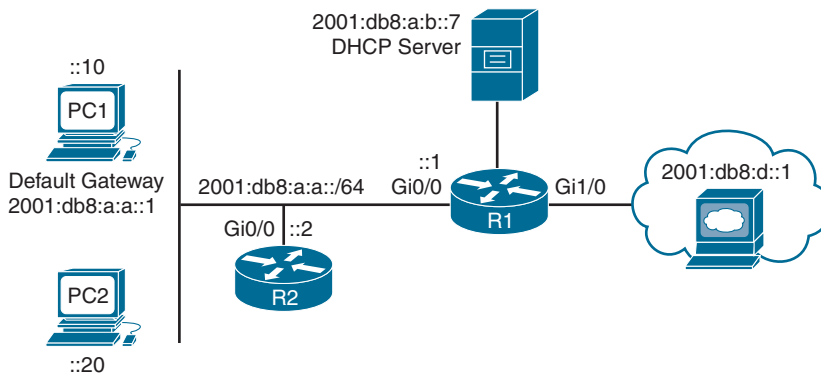 2001:db8:a:b::7
DHCP Server
::10
PC1
Default Gateway
2001:db8:a:a::1
2001:db8:a:a::/64
::1
Gi0/0
Gi1/0
R1
2001:db8:d::1
Gi0/0
::2
R2
PC2
::20